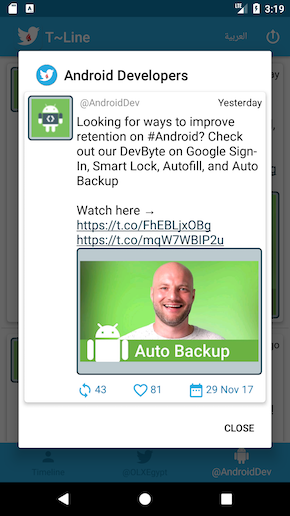 3:19
T~Line
العربية
Android Developers
@AndroidDev
Yesterday
Looking for ways to improve
retention on #Android? Check
out our DevByte on Google Sign-
In, Smart Lock, Autofill, and Auto
Backup
Watch here →
https://t.co/FhEBLjxOBg
https://t.co/mqW7WBIP2u
Auto Backup
43
81
29 Nov 17
CLOSE
Timeline
@OLXEgypt
@AndroidDev